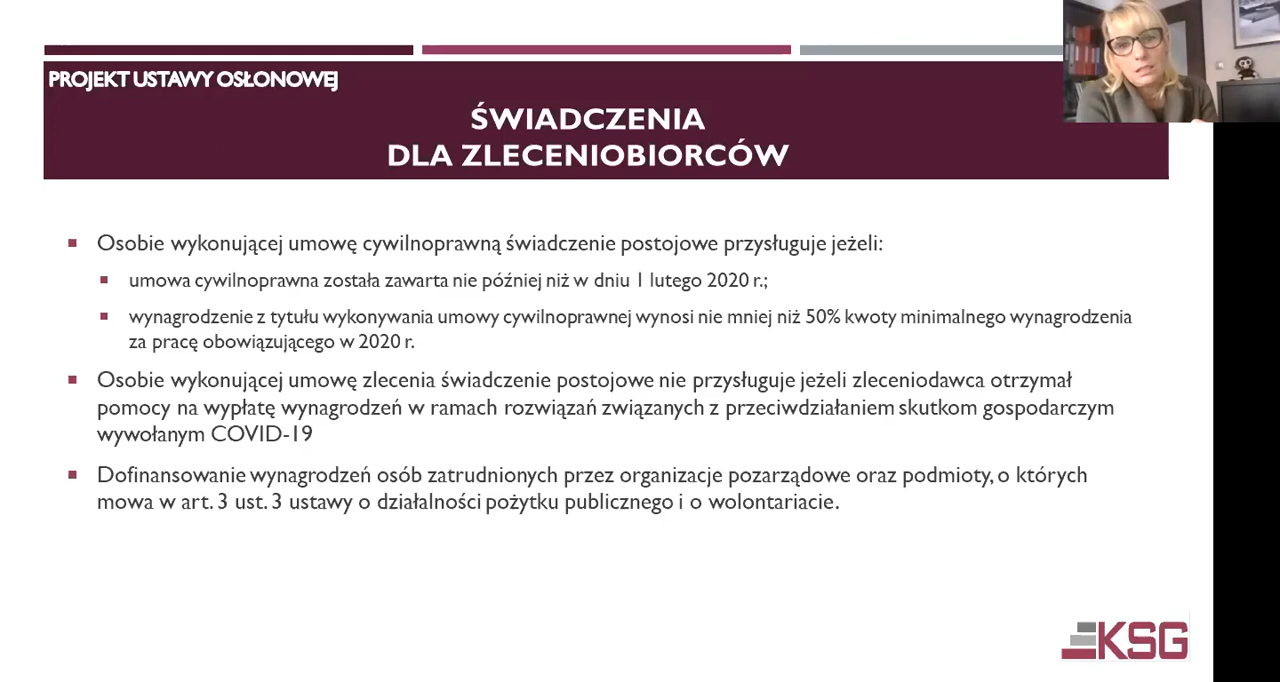 PROJEKT USTAWY OSŁONOWEJ
ŚWIADCZENIA
DLA ZLECENIOBIORCÓW
Osobie wykonującej umowę cywilnoprawną świadczenie postojowe przysługuje jeżeli:
umowa cywilnoprawna została zawarta nie później niż w dniu 1 lutego 2020 r.;
wynagrodzenie z tytułu wykonywania umowy cywilnoprawnej wynosi nie mniej niż 50% kwoty minimalnego wynagrodzenia
za pracę obowiązującego w 2020 r.
Osobie wykonującej umowę zlecenia świadczenie postojowe nie przysługuje jeżeli zleceniodawca otrzymał
pomocy na wypłatę wynagrodzeń w ramach rozwiązań związanych z przeciwdziałaniem skutkom gospodarczym
wywołanym COVID-19
Dofinansowanie wynagrodzeń osób zatrudnionych przez organizacje pozarządowe oraz podmioty, o których
mowa w art. 3 ust. 3 ustawy o działalności pożytku publicznego i o wolontariacie.
KSG